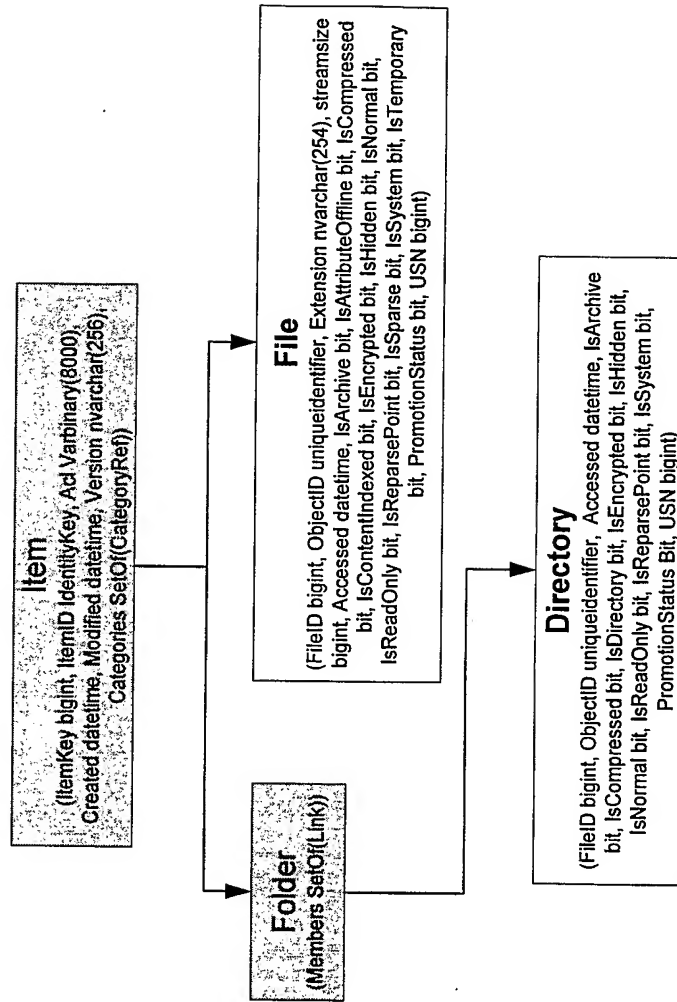 Item
(ItemKey bigint, ItemID IdentityKey, Acl Varbinary(8000),
Created datetime, Modified datetime, Version nvarchar(256),
Categories SetOf(CategoryRef))
Folder
(Members SetOf(Link))
File
(FileID bigint, ObjectID uniqueidentifier, Extension nvarchar(254), streamsize
bigint, Accessed datetime, IsArchive bit, IsAttributeOffline bit, IsCompressed
bit, IsContentIndexed bit, IsEncrypted bit, IsHidden bit, IsNormal bit,
IsReadOnly bit, IsReparsePoint bit, IsSparse bit, IsSystem bit, IsTemporary
bit, PromotionStatus bit, USN bigint)
Directory
(FileID bigint, ObjectID uniqueidentifier, Accessed datetime, IsArchive
bit, IsCompressed bit, IsDirectory bit, IsEncrypted bit, IsHidden bit,
IsNormal bit, IsReadOnly bit, IsReparsePoint bit, IsSystem bit,
PromotionStatus Bit, USN bigint)